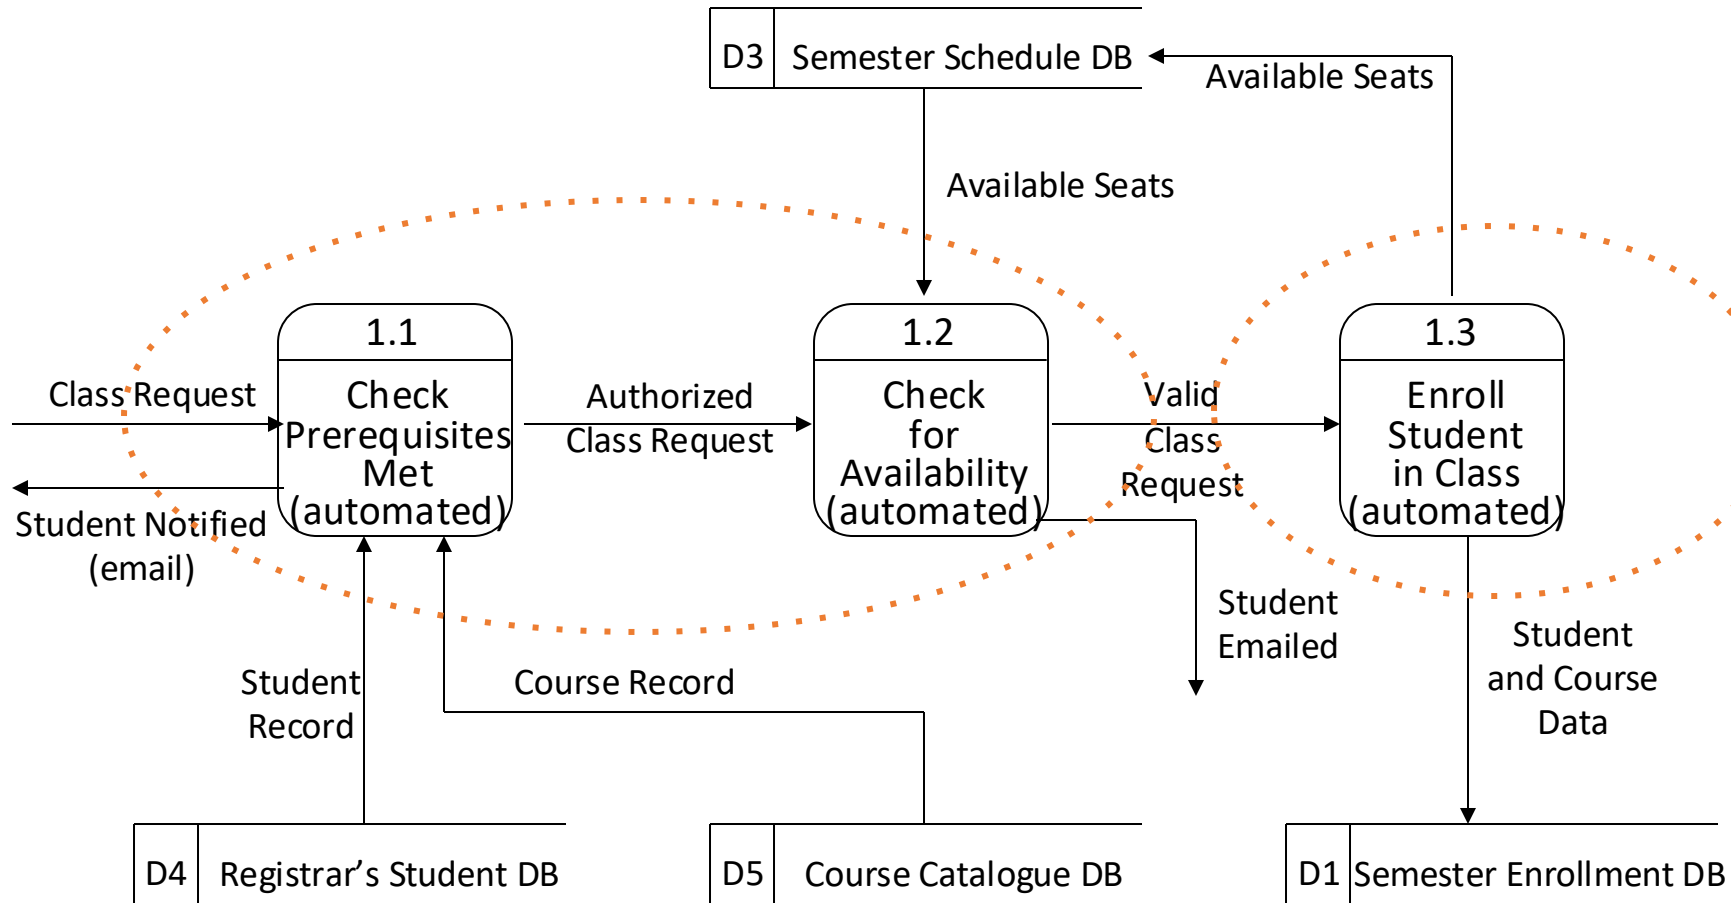 D3 Semester Schedule DB
Available Seats
Available Seats
1.1
Check
Prerequisites
Met
(automated)
1.2
Check
for
Availability
(automated)
1.3
Enroll
Student
in Class
(automated)
Class Request
Authorized
Class Request
Valid
Class
Request
Student Notified
(email)
Student
Emailed
Student
Record
Course Record
Student
and Course
Data
D4 Registrar’s Student DB
D5 Course Catalogue DB
D1 Semester Enrollment DB